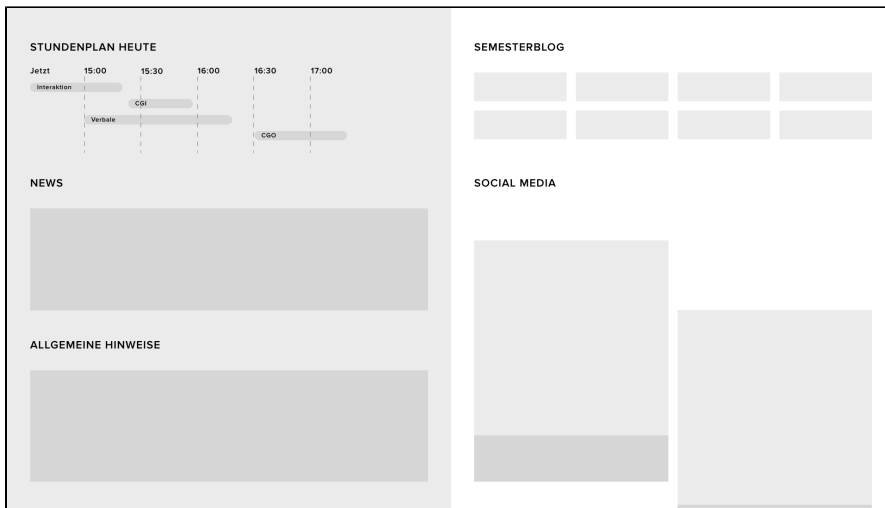 STUNDENPLAN HEUTE
Jetzt 15:00 15:30 16:00 16:30 17:00
Interaktion
CGI
Verbale
CGO
NEWS
ALLGEMEINE HINWEISE
SEMESTERBLOG
SOCIAL MEDIA